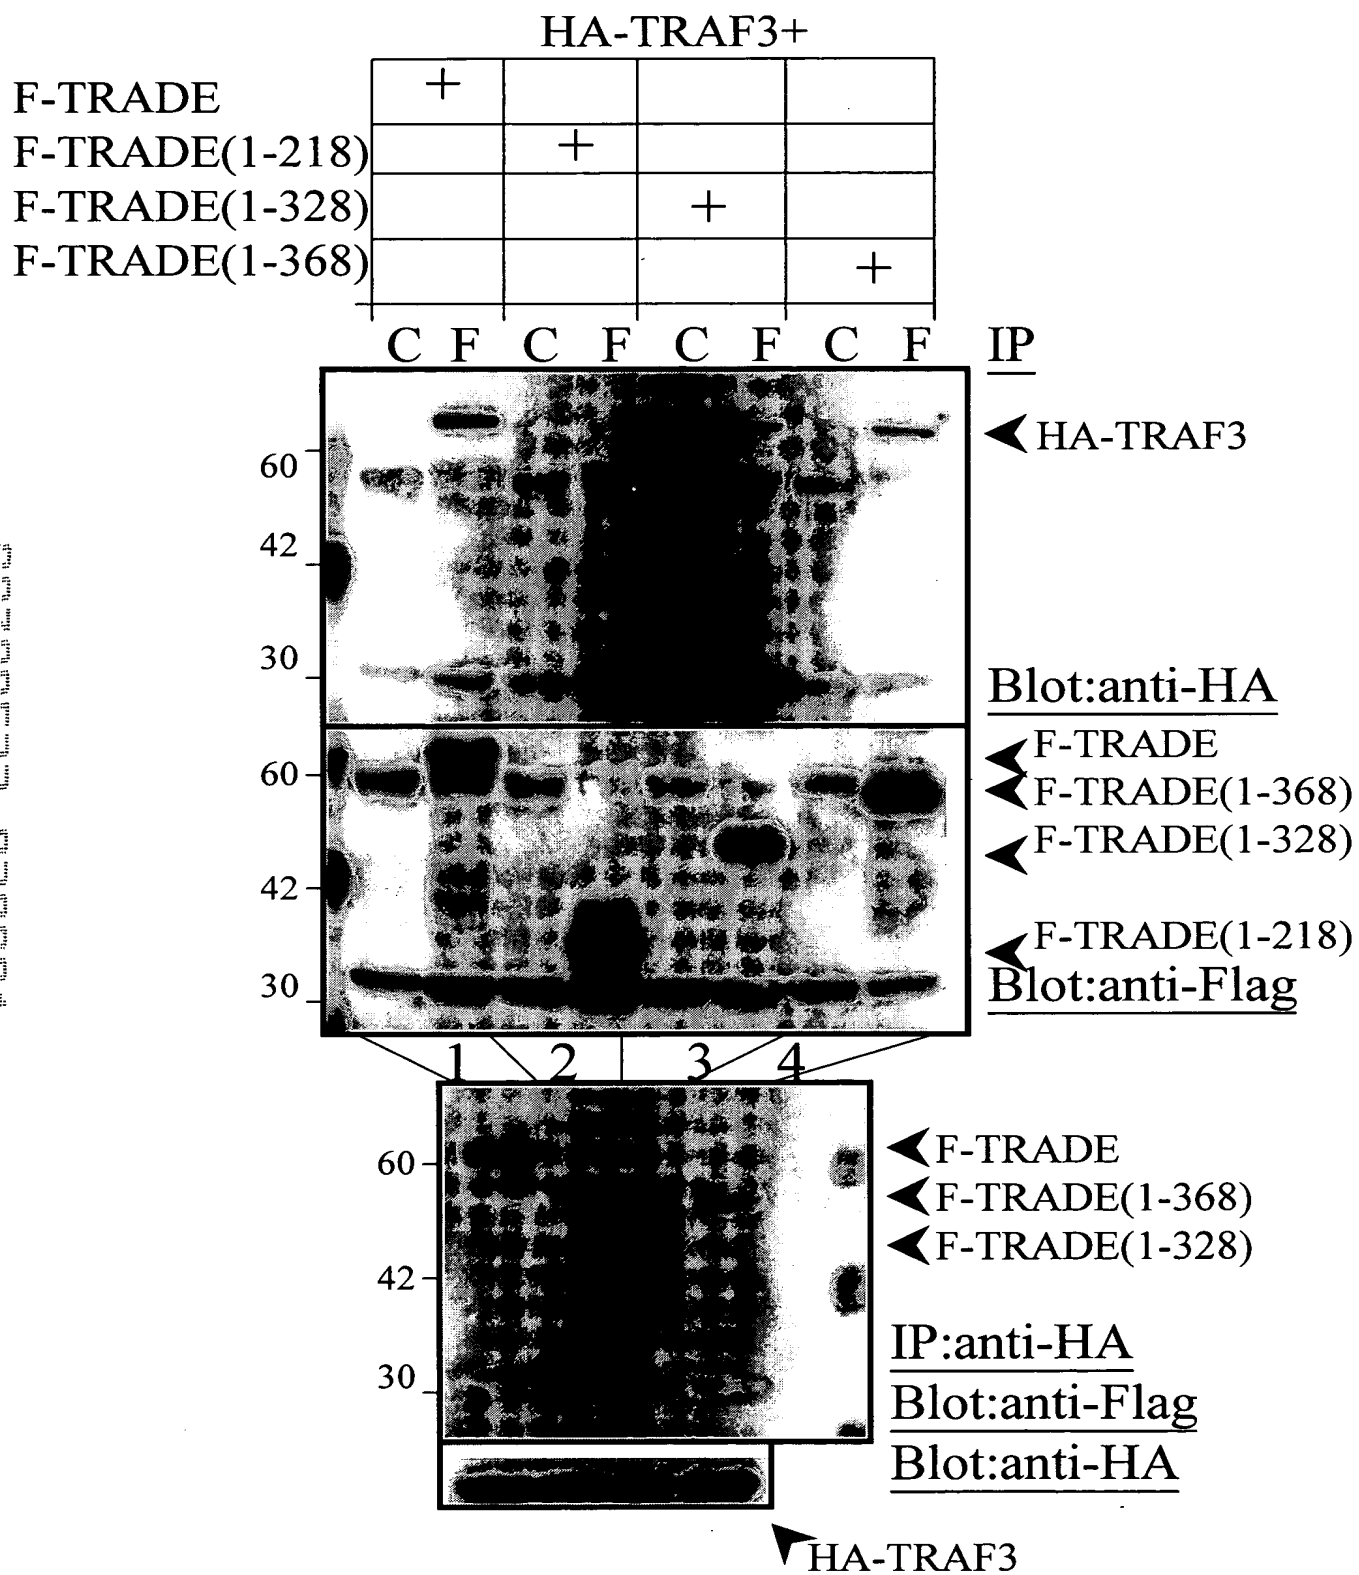 HA-TRAF3+
F-TRADE +
F-TRADE(1-218) +
F-TRADE(1-328) +
F-TRADE(1-368) +
C F C F C F C F IP
HA-TRAF3
60
42
30
Blot:anti-HA
F-TRADE
60
F-TRADE(1-368)
F-TRADE(1-328)
42
F-TRADE(1-218)
30
Blot:anti-Flag
1 2 3 4
F-TRADE
60
F-TRADE(1-368)
F-TRADE(1-328)
42
IP:anti-HA
30
Blot:anti-Flag
Blot:anti-HA
HA-TRAF3